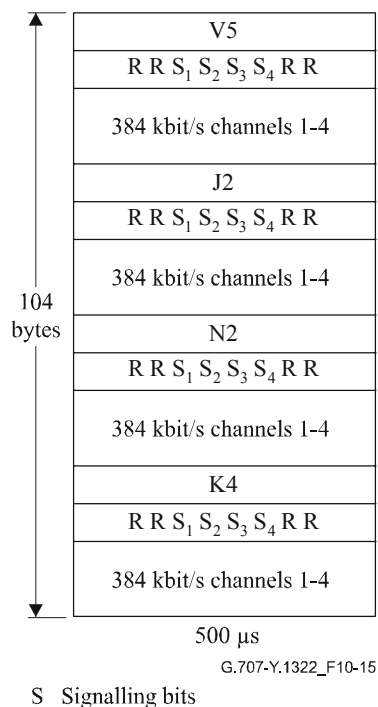 V5
R R S1 S2 S3 S4 R R
384 kbit/s channels 1-4
J2
R R S1 S2 S3 S4 R R
384 kbit/s channels 1-4
104
bytes
N2
R R S1 S2 S3 S4 R R
384 kbit/s channels 1-4
K4
R R S1 S2 S3 S4 R R
384 kbit/s channels 1-4
500 µs
G.707-Y.1322_F10-15
S Signalling bits